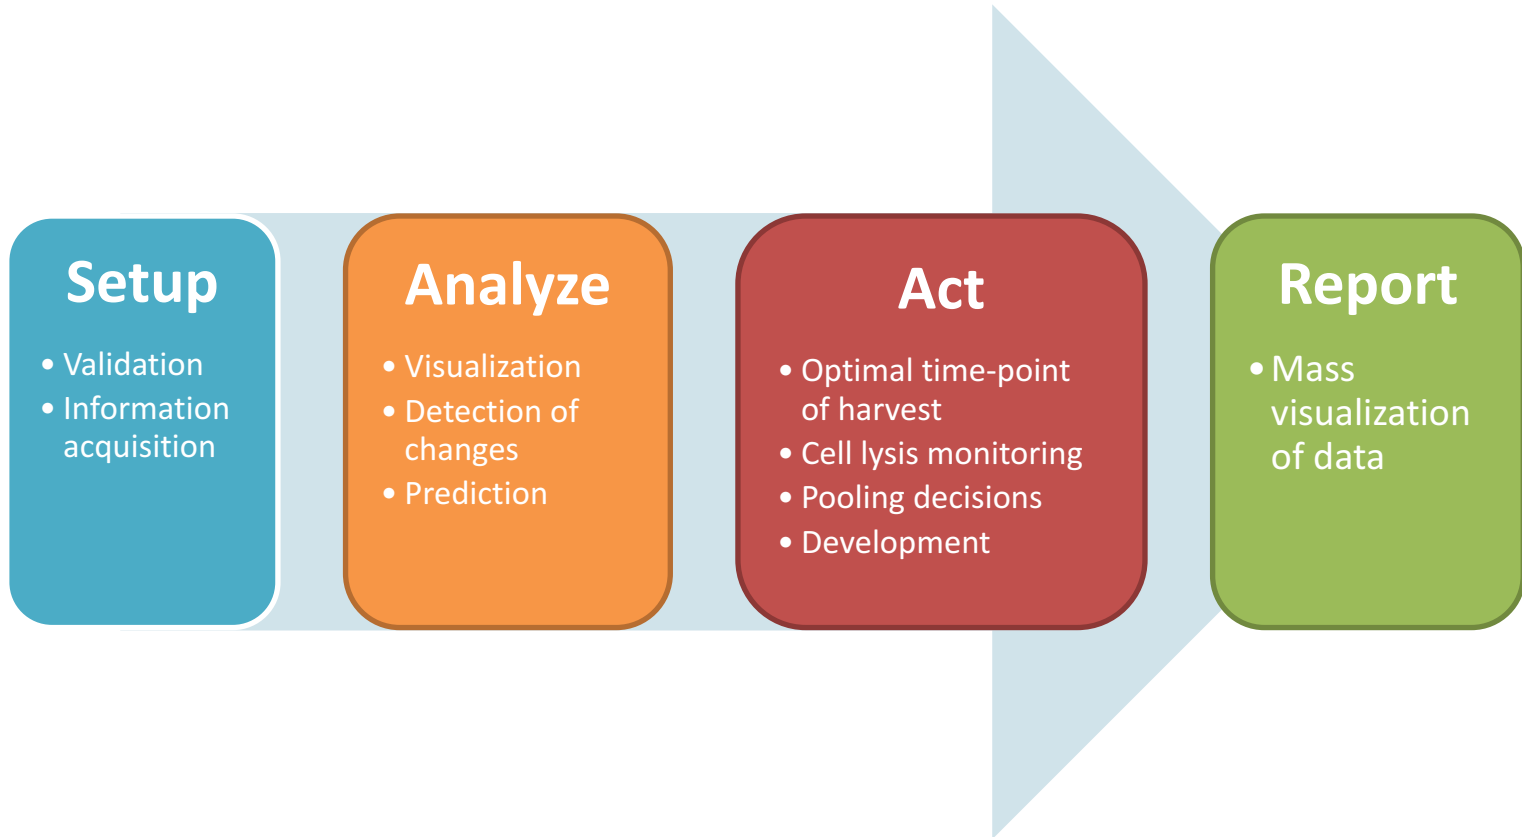 Setup
• Validation
• Information
acquisition
Analyze
• Visualization
• Detection of
changes
• Prediction
Act
• Optimal time-point
of harvest
• Cell lysis monitoring
• Pooling decisions
• Development
Report
• Mass
visualization
of data